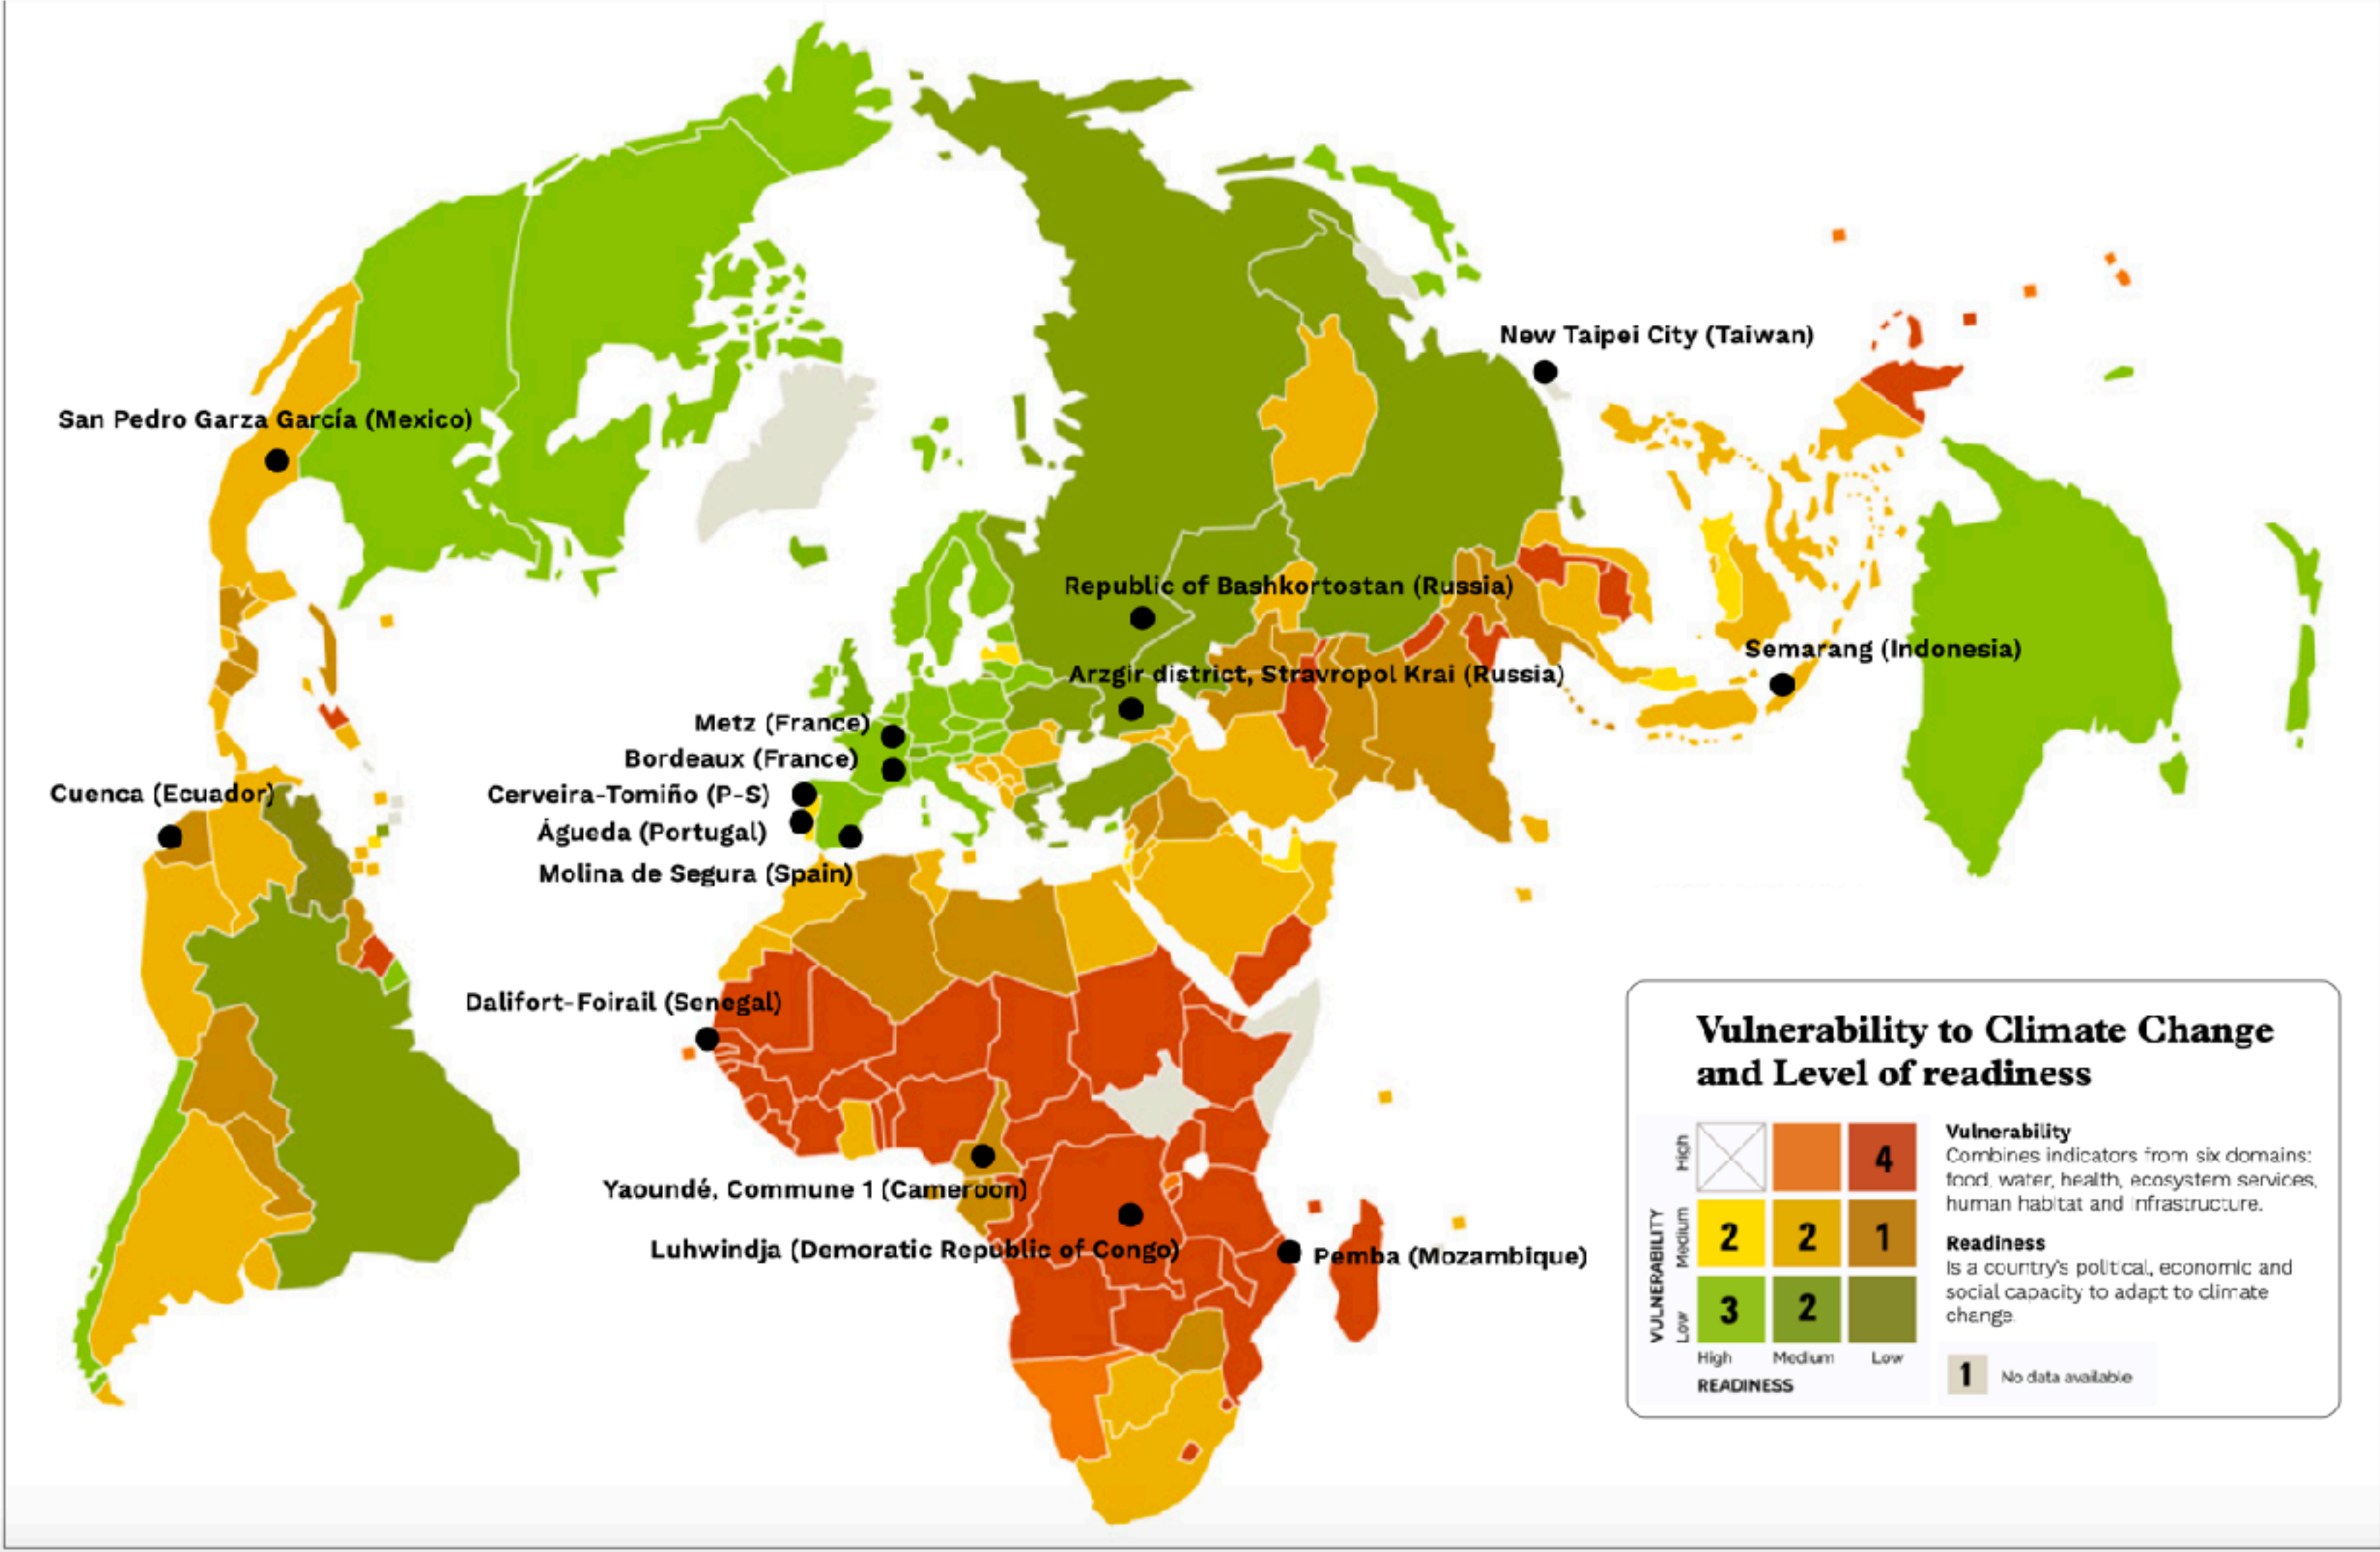 New Taipei City (Taiwan)
San Pedro Garza García (Mexico)
Republic of Bashkortostan (Russia)
Semarang (Indonesia)
Arzgir district, Stravropol Krai (Russia)
Metz (France)
Bordeaux (France)
Cuenca (Ecuador)
Cerveira-Tomiño (P-S)
Águeda (Portugal)
Molina de Segura (Spain)
Dalifort-Foirail (Senegal)
Yaoundé, Commune 1 (Cameroon)
Luhwindja (Demoratic Republic of Congo)
Pemba (Mozambique)
Vulnerability to Climate Change
and Level of readiness
VULNERABILITY
High
4
Medium
2 2 1
Low
3 2
High Medium Low
READINESS
Vulnerability
Combines indicators from six domains:
food, water, health, ecosystem services,
human habitat and infrastructure.
Readiness
Is a country's political, economic and
social capacity to adapt to climate
change.
1 No data available